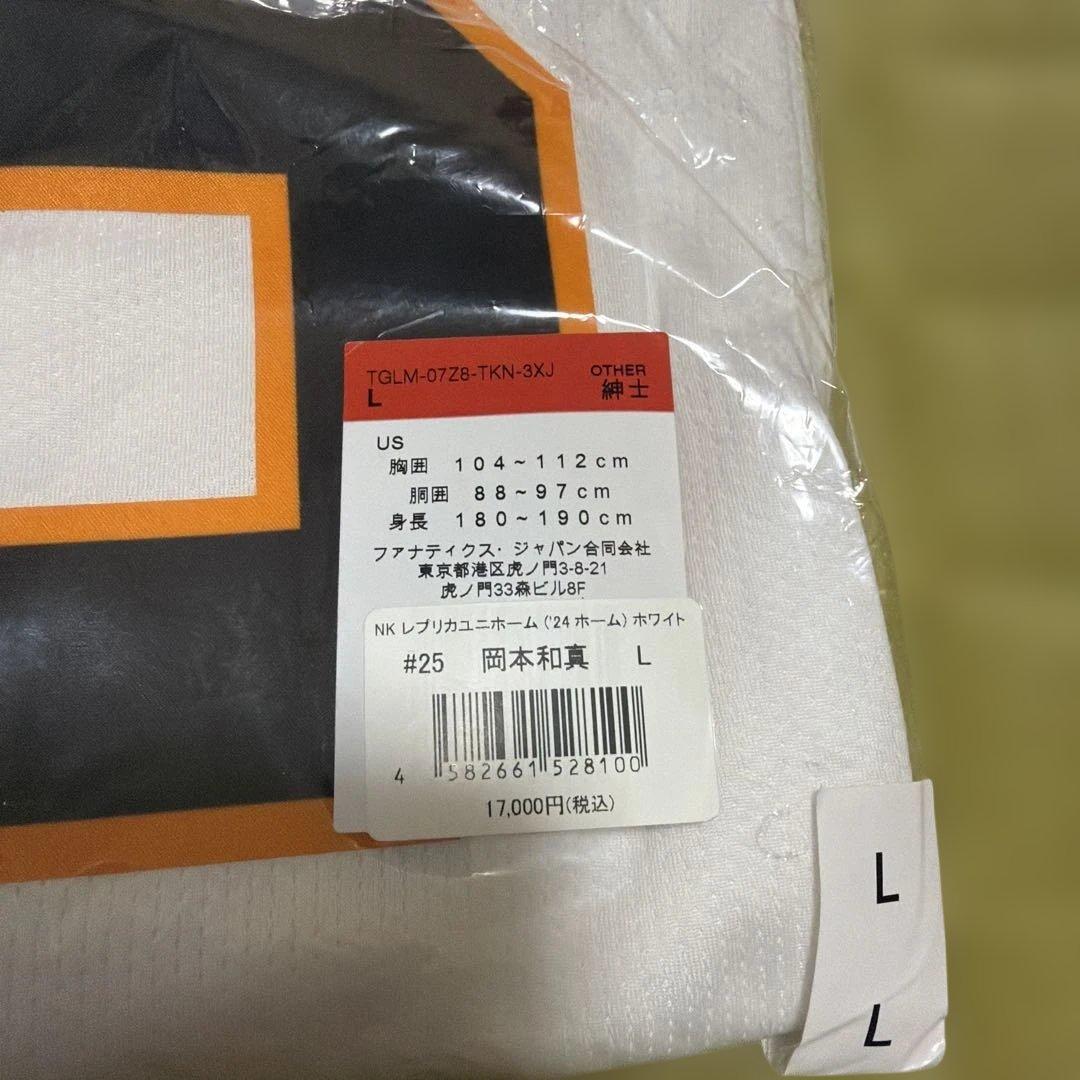 TGLM-07Z8-TKN-3XJ OTHER
L 紳士
US
胸囲 104~112cm
胴囲 88~97cm
身長 180~190cm
ファナティクス・ジャパン合同会社
東京都港区虎ノ門3-8-21
虎ノ門33森ビル8F
NK レプリカユニホーム ('24 ホーム) ホワイト
#25 岡本和真 L
4 582661 528100
17,000円(税込)
L
L